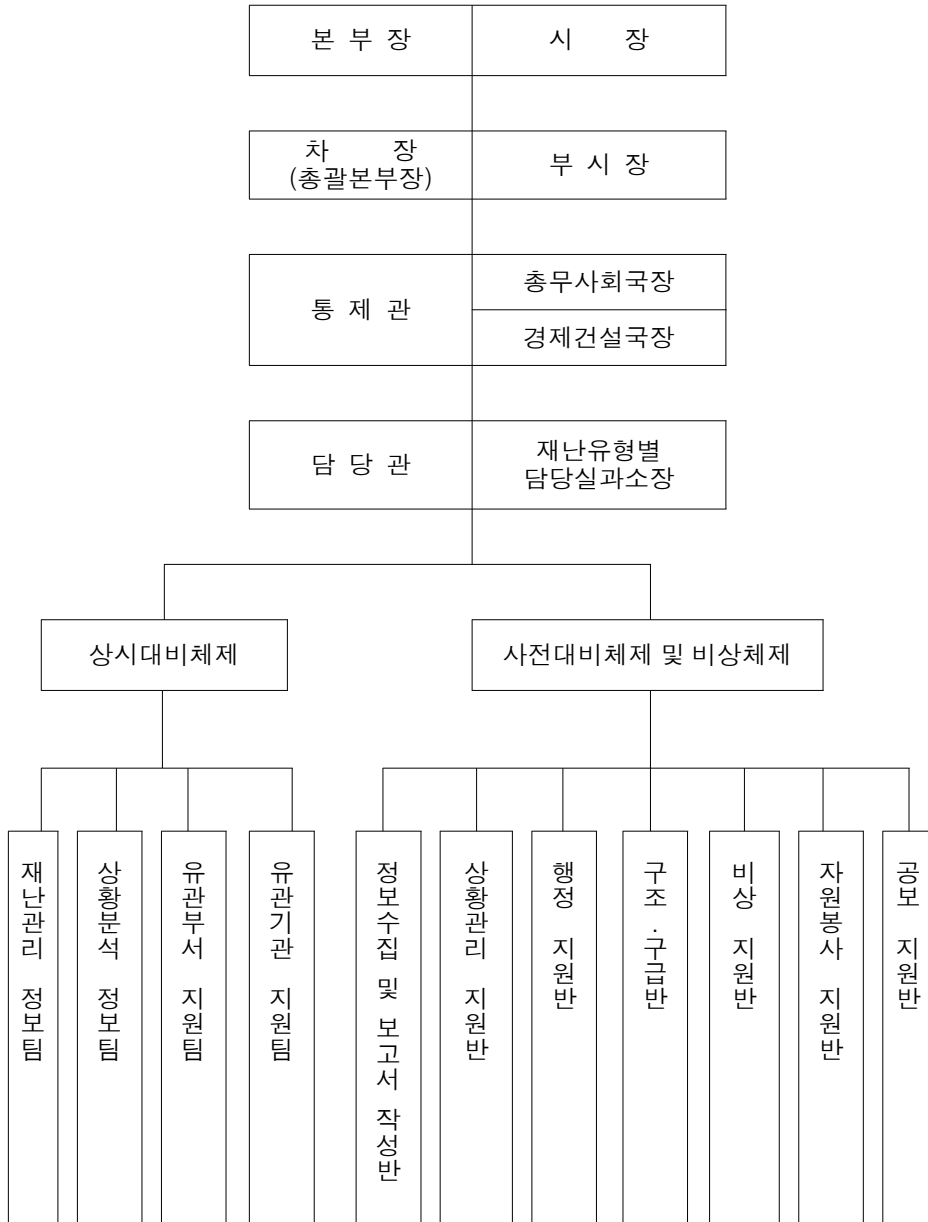 본 부 장
시 장
차 장
(총괄본부장)
부 시 장
통 제 관
총무사회국장
경제건설국장
담 당 관
재난유형별
담당실과소장
상시대비체제
사전대비체제 및 비상체제
재난관리 정보팀
상황분석 정보팀
유관부서 지원팀
유관기관 지원팀
정보수집 및 보고서 작성반
상황관리 지원반
행정 지원반
구조.구급반
비상 지원반
자원봉사 지원반
공보 지원반